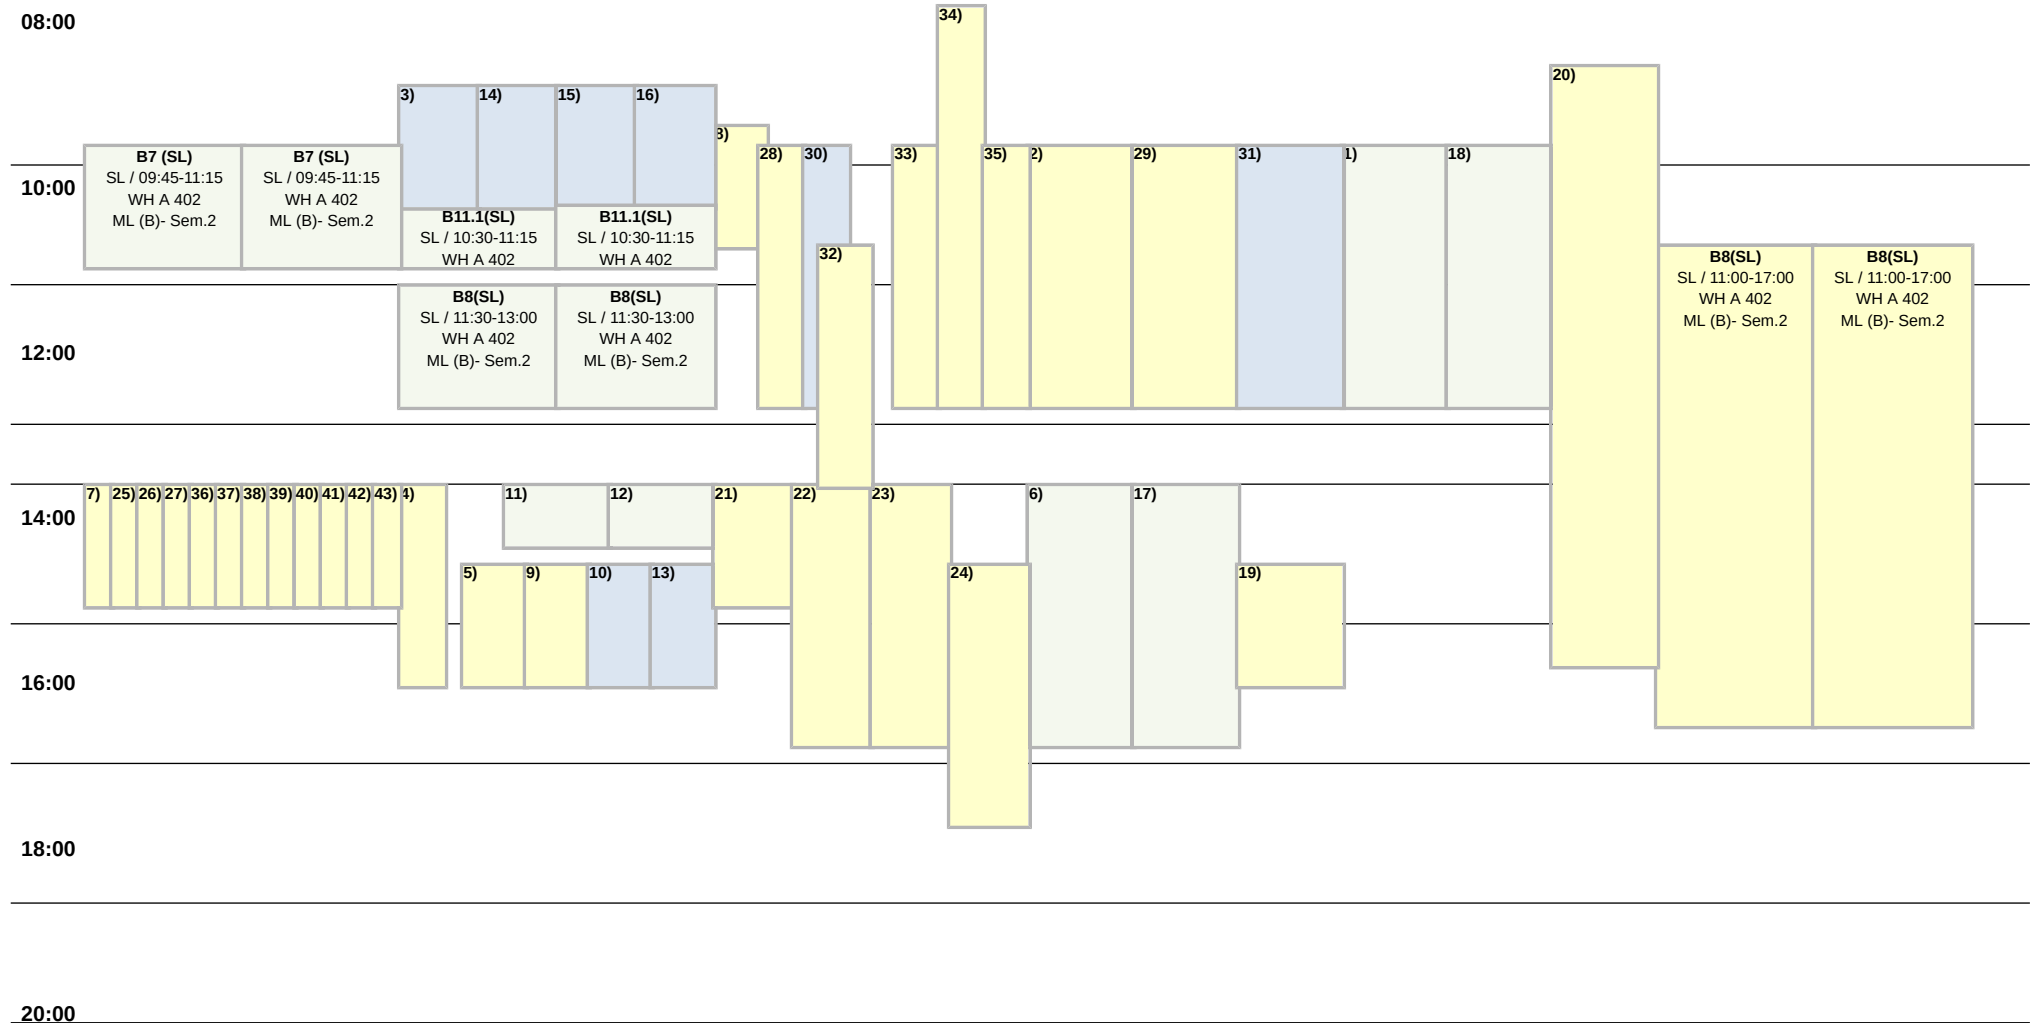 08:00
34)
20)
3) 14) 15) 16)
8)
B7 (SL)
SL / 09:45-11:15
WH A 402
ML (B)- Sem.2
B7 (SL)
SL / 09:45-11:15
WH A 402
ML (B)- Sem.2
28) 30) 33) 35) 2) 29) 31) 1) 18)
10:00
B11.1(SL)
SL / 10:30-11:15
WH A 402
B11.1(SL)
SL / 10:30-11:15
WH A 402
32)
B8(SL)
SL / 11:00-17:00
WH A 402
ML (B)- Sem.2
B8(SL)
SL / 11:00-17:00
WH A 402
ML (B)- Sem.2
B8(SL)
SL / 11:30-13:00
WH A 402
ML (B)- Sem.2
B8(SL)
SL / 11:30-13:00
WH A 402
ML (B)- Sem.2
12:00
7) 25) 26) 27) 36) 37) 38) 39) 40) 41) 42) 43) 4) 11) 12) 21) 22) 23) 6) 17)
14:00
5) 9) 10) 13) 24) 19)
16:00
18:00
20:00